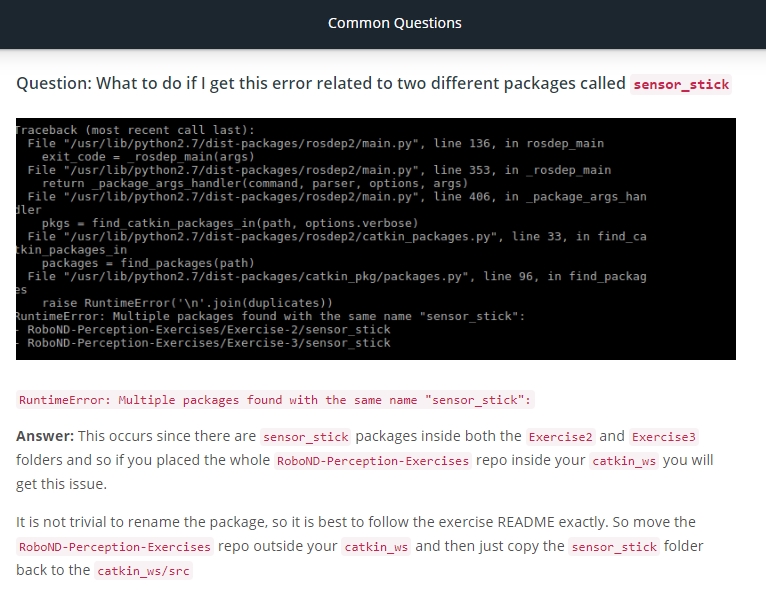 Common Questions
Question: What to do if I get this error related to two different packages called sensor_stick
Traceback (most recent call last):
File "/usr/lib/python2.7/dist-packages/rosdep2/main.py", line 136, in rosdep_main
exit_code = _rosdep_main(args)
File "/usr/lib/python2.7/dist-packages/rosdep2/main.py", line 353, in _rosdep_main
return _package_args_handler(command, parser, options, args)
File "/usr/lib/python2.7/dist-packages/rosdep2/main.py", line 406, in _package_args_han
dler
pkgs = find_catkin_packages_in(path, options.verbose)
File "/usr/lib/python2.7/dist-packages/rosdep2/catkin_packages.py", line 33, in find_ca
tkin_packages_in
packages = find_packages(path)
File "/usr/lib/python2.7/dist-packages/catkin_pkg/packages.py", line 96, in find_packag
es
raise RuntimeError('\n'.join(duplicates))
RuntimeError: Multiple packages found with the same name "sensor_stick":
- RoboND-Perception-Exercises/Exercise-2/sensor_stick
- RoboND-Perception-Exercises/Exercise-3/sensor_stick
RuntimeError: Multiple packages found with the same name "sensor_stick":
Answer: This occurs since there are sensor_stick packages inside both the Exercise2 and Exercise3
folders and so if you placed the whole RoboND-Perception-Exercises repo inside your catkin_ws you will
get this issue.
It is not trivial to rename the package, so it is best to follow the exercise README exactly. So move the
RoboND-Perception-Exercises repo outside your catkin_ws and then just copy the sensor_stick folder
back to the catkin_ws/src